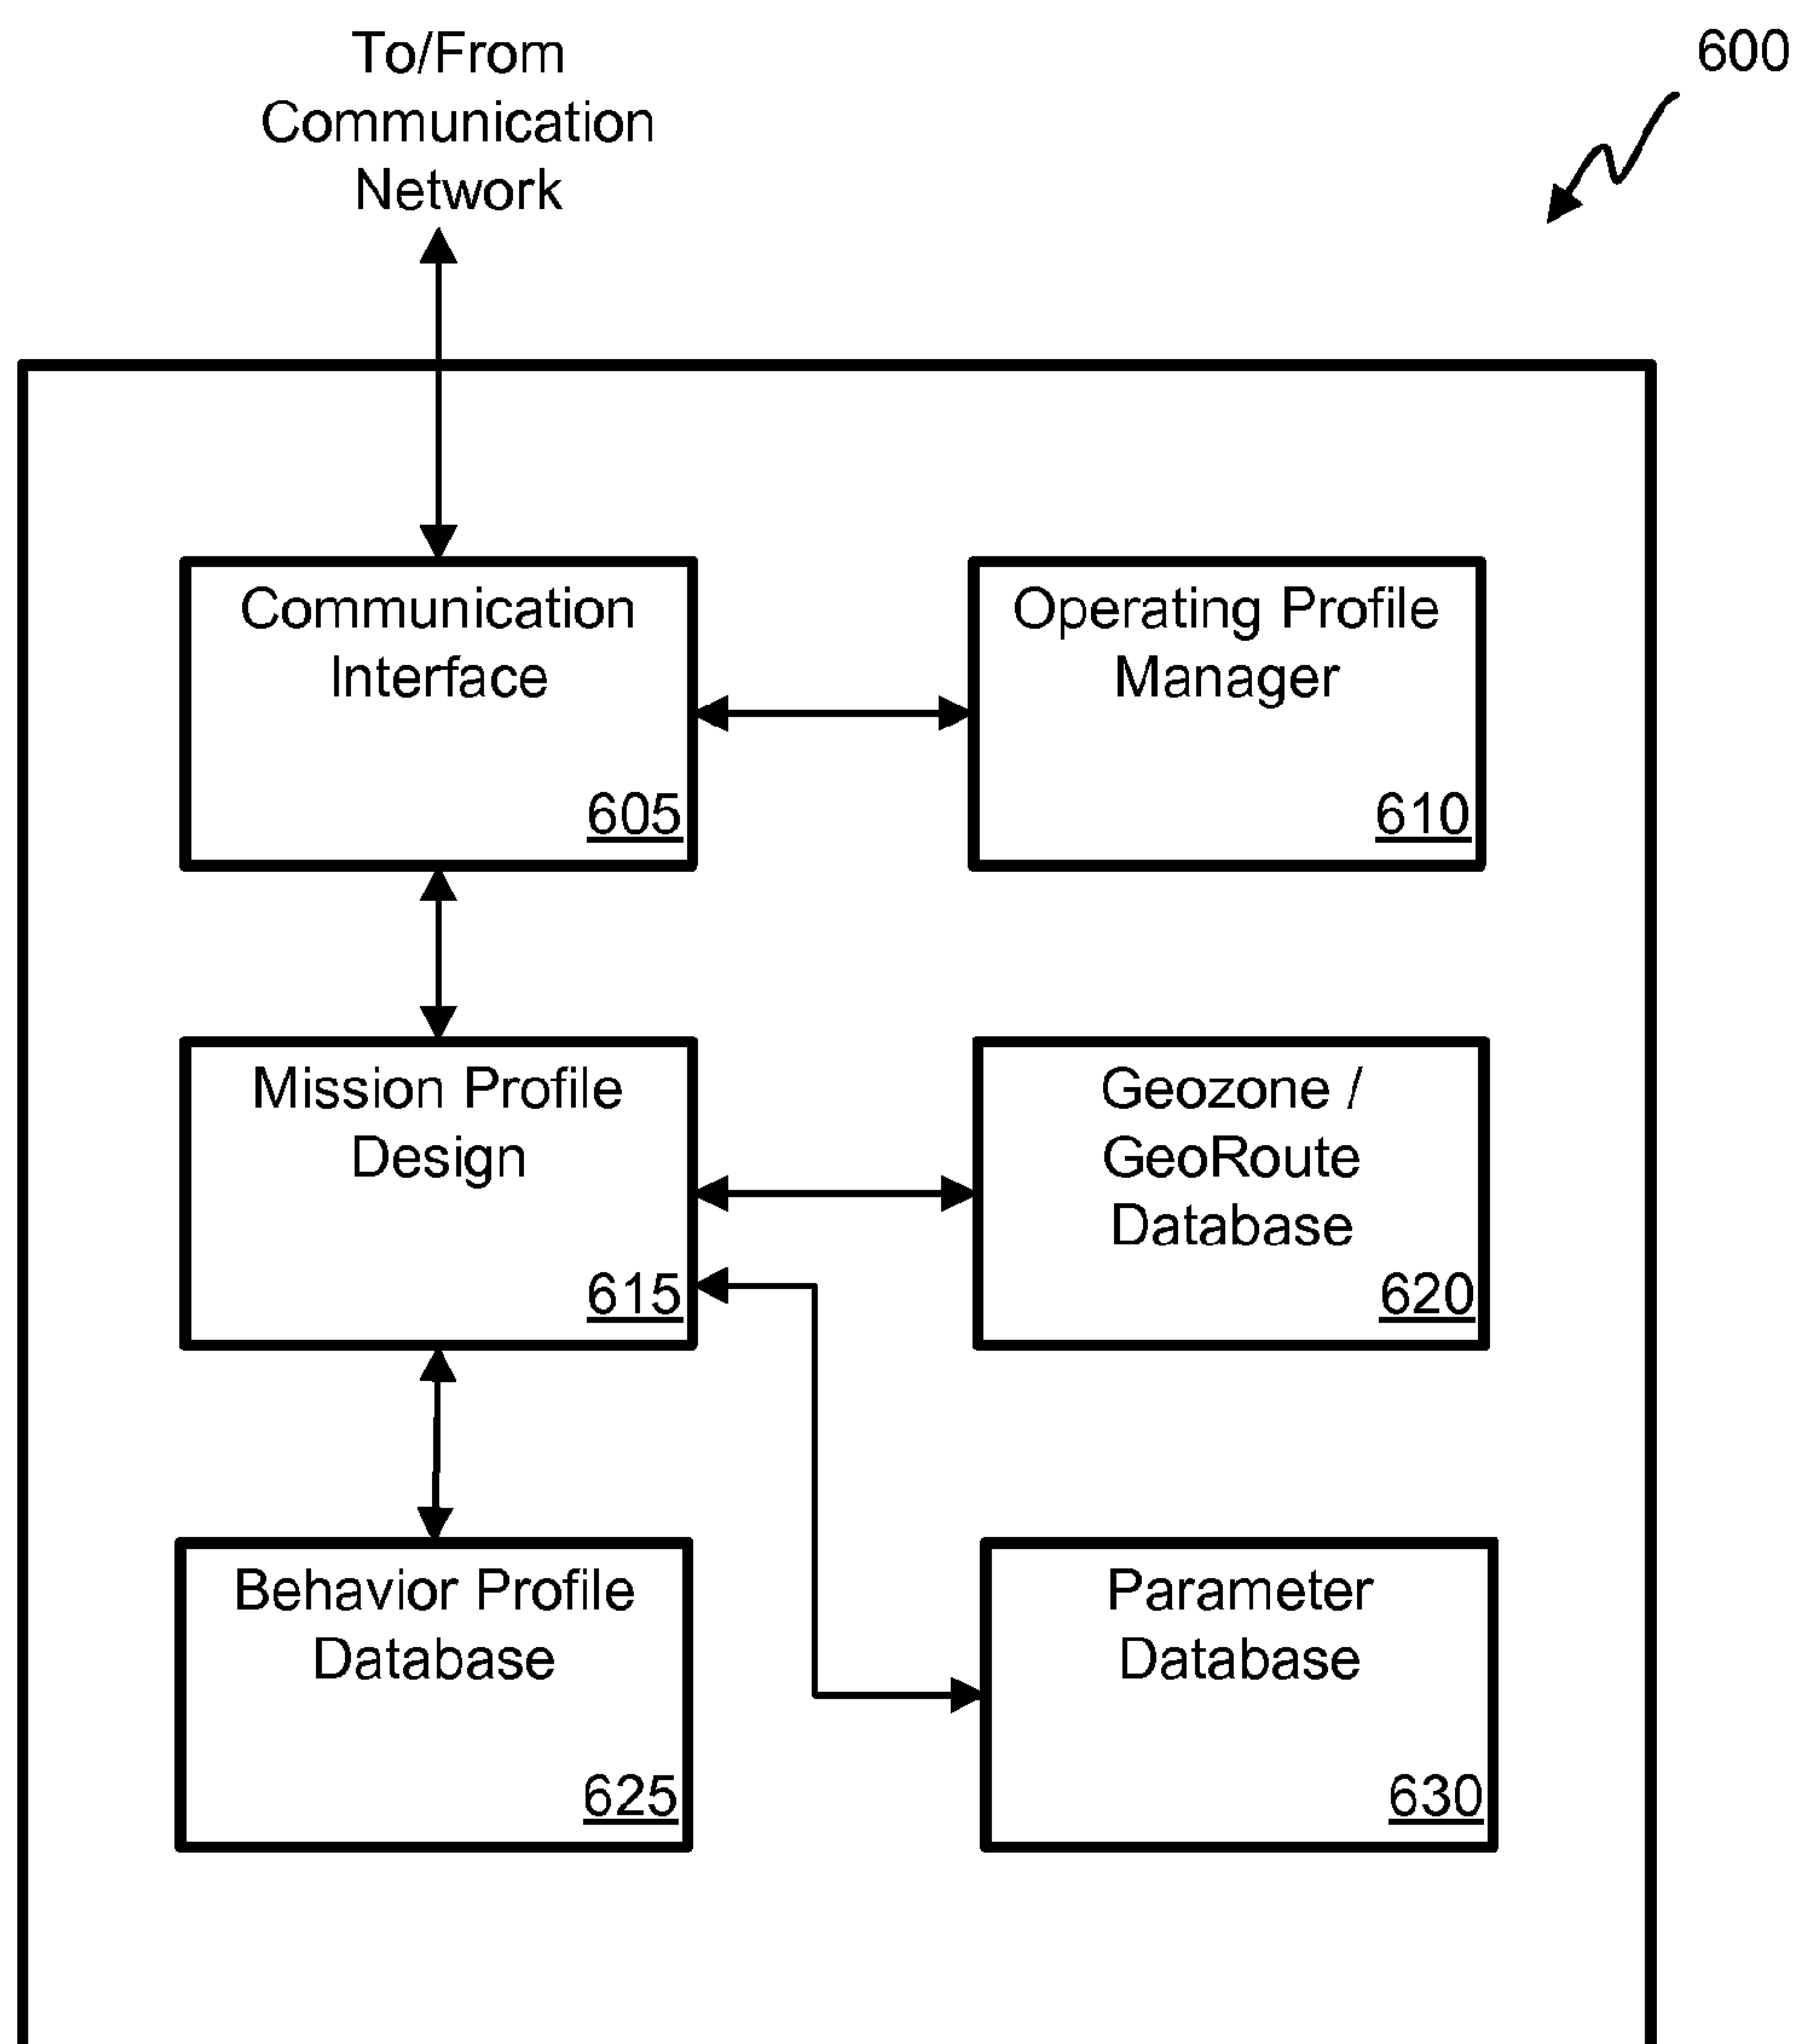 To/From
Communication
Network
600
Communication
Interface
605
Operating Profile
Manager
610
Mission Profile
Design
615
Geozone /
GeoRoute
Database
620
Behavior Profile
Database
625
Parameter
Database
630